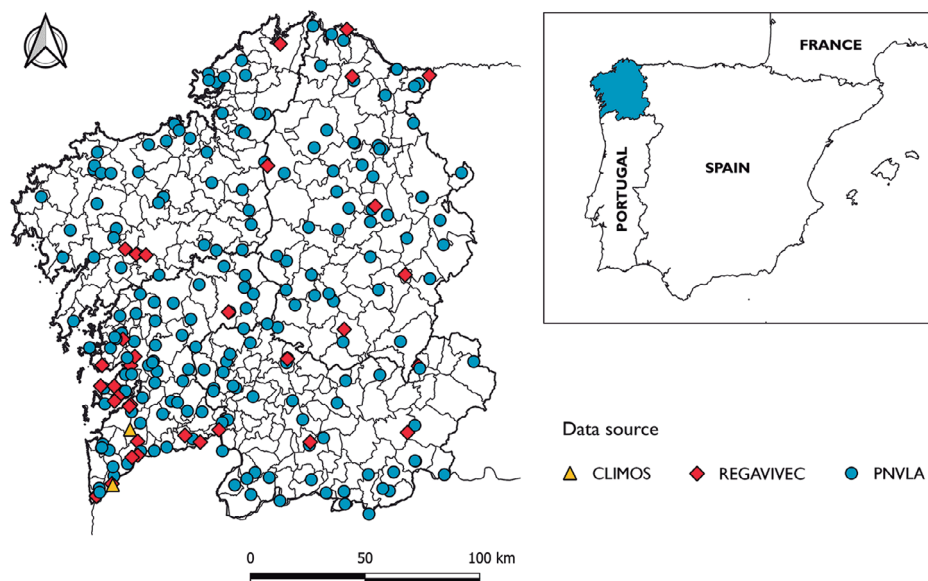 FRANCE
PORTUGAL
SPAIN
Data source
CLIMOS REGAVIVEC PNVLA
0 50 100 km